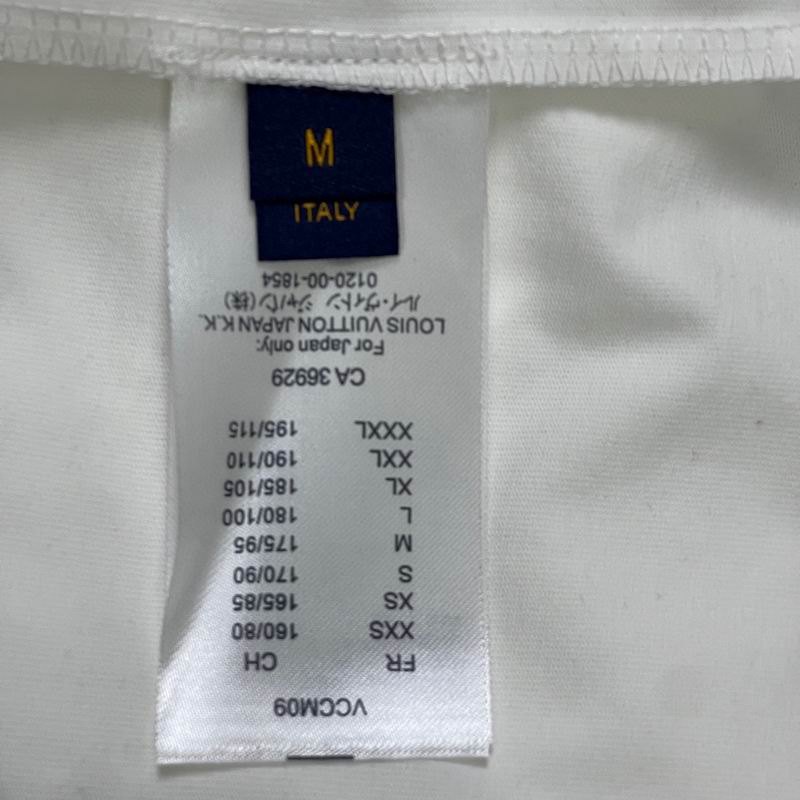 M
ITALY
VCCM09
FR CH
XXS 160/80
XS 165/85
S 170/90
M 175/95
L 180/100
XL 185/105
XXL 190/110
XXXL 195/115
CA 36929
For Japan only:
LOUIS VUITTON JAPAN K.K.
ルイ・ヴィトン ジャパン(株)
0120-00-1854